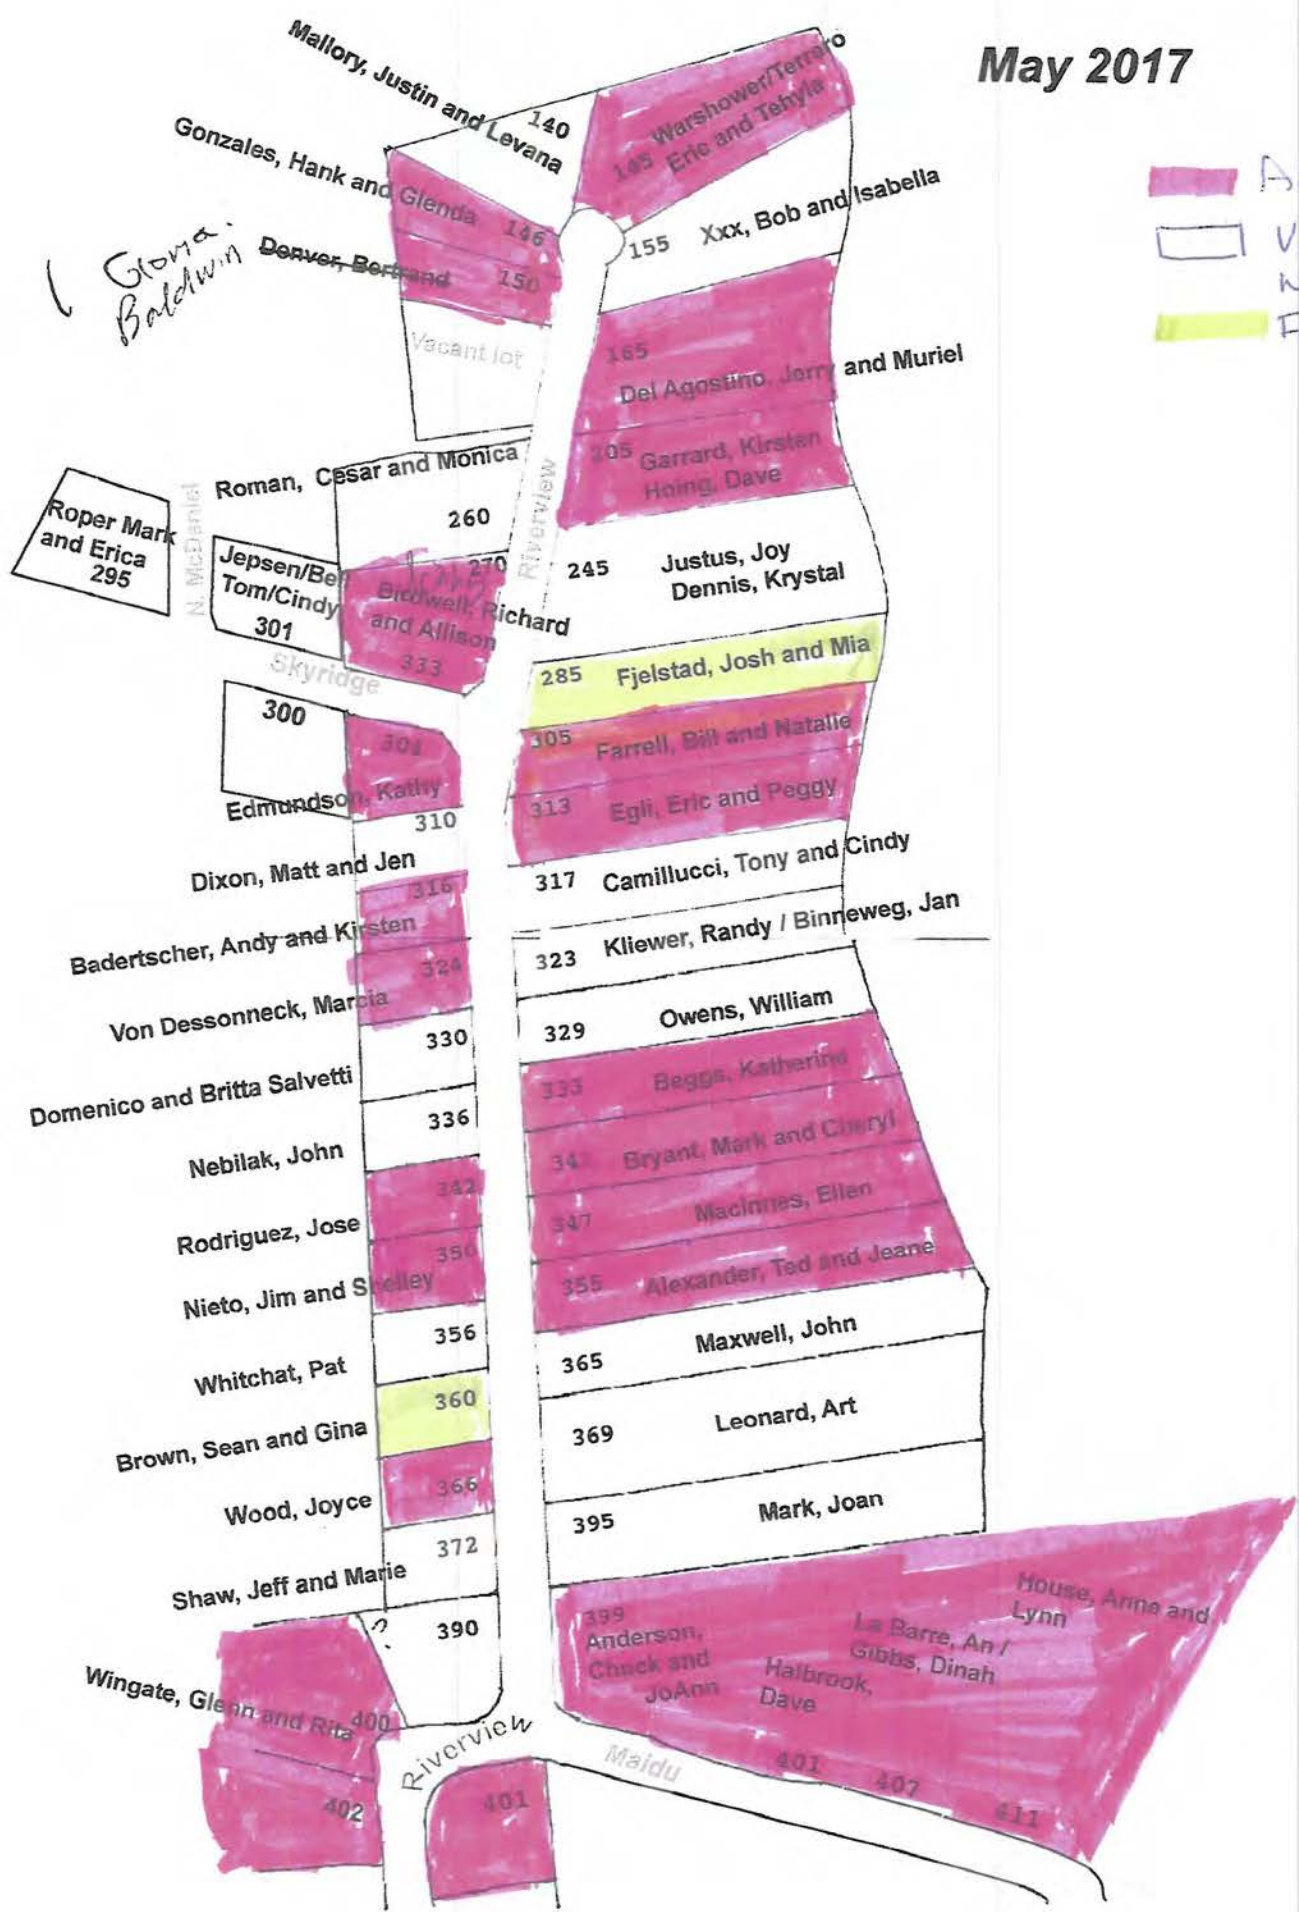 May 2017
Mallory, Justin and Levana
140
Warshower/Terraro
145 Eric and Tehyla
Gonzales, Hank and Glenda
146
155 Xxx, Bob and Isabella
Gloria
Baldwin
Denver, Bertrand
150
Vacant lot
165
Del Agostino, Jerry and Muriel
205 Garrard, Kirsten
Hoing, Dave
Roman, Cesar and Monica
260
Riverview
N. McDaniel
Roper Mark
and Erica
295
Jepsen/Bell
Tom/Cindy
301
270
Birdwell, Richard
and Allison
333
245 Justus, Joy
Dennis, Krystal
Skyridge
285 Fjelstad, Josh and Mia
300
301
305 Farrell, Bill and Natalie
Edmundson, Kathy
313 Egli, Eric and Peggy
310
Dixon, Matt and Jen
317 Camillucci, Tony and Cindy
316
Badertscher, Andy and Kirsten
323 Kliewer, Randy / Binneweg, Jan
324
Von Dessonneck, Marcia
329 Owens, William
330
Domenico and Britta Salvetti
333 Beggs, Katherine
336
Nebilak, John
Bryant, Mark and Cheryl
342
Rodriguez, Jose
347 MacInnes, Ellen
350
Nieto, Jim and Shelley
355 Alexander, Ted and Jeane
356
Whitchat, Pat
365 Maxwell, John
360
Brown, Sean and Gina
369 Leonard, Art
366
Wood, Joyce
395 Mark, Joan
372
Shaw, Jeff and Marie
390
399
Anderson,
Chuck and
JoAnn
Halbrook,
Dave
La Barre, An /
Gibbs, Dinah
House, Anne and
Lynn
Wingate, Glenn and Rita
400
Riverview
Maidu
401
407
411
402
401